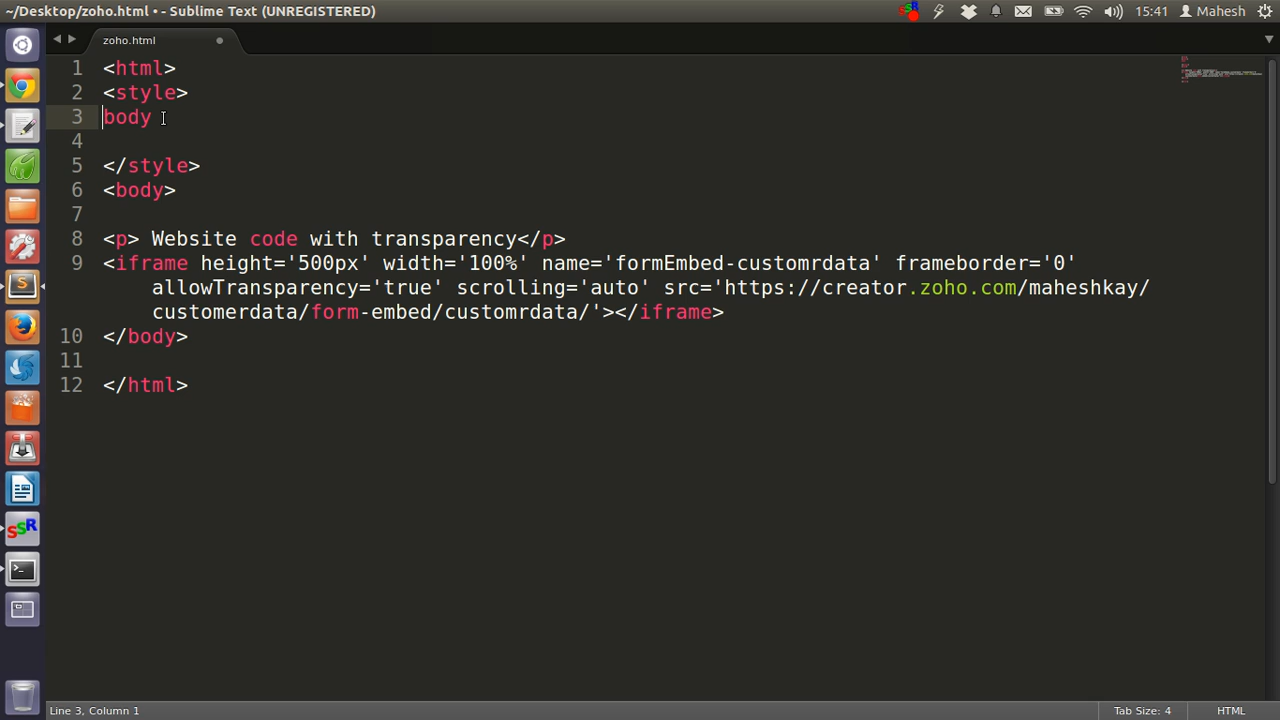 ~/Desktop/zoho.html • - Sublime Text (UNREGISTERED)
15:41
Mahesh
zoho.html
1 <html>
2 <style>
3 body
4
5 </style>
6 <body>
7
8 <p> Website code with transparency</p>
9 <iframe height='500px' width='100%' name='formEmbed-customrdata' frameborder='0'
allowTransparency='true' scrolling='auto' src='https://creator.zoho.com/maheshkay/
customerdata/form-embed/customrdata/'></iframe>
10 </body>
11
12 </html>
S
SSR
>_
Line 3, Column 1
Tab Size: 4
HTML